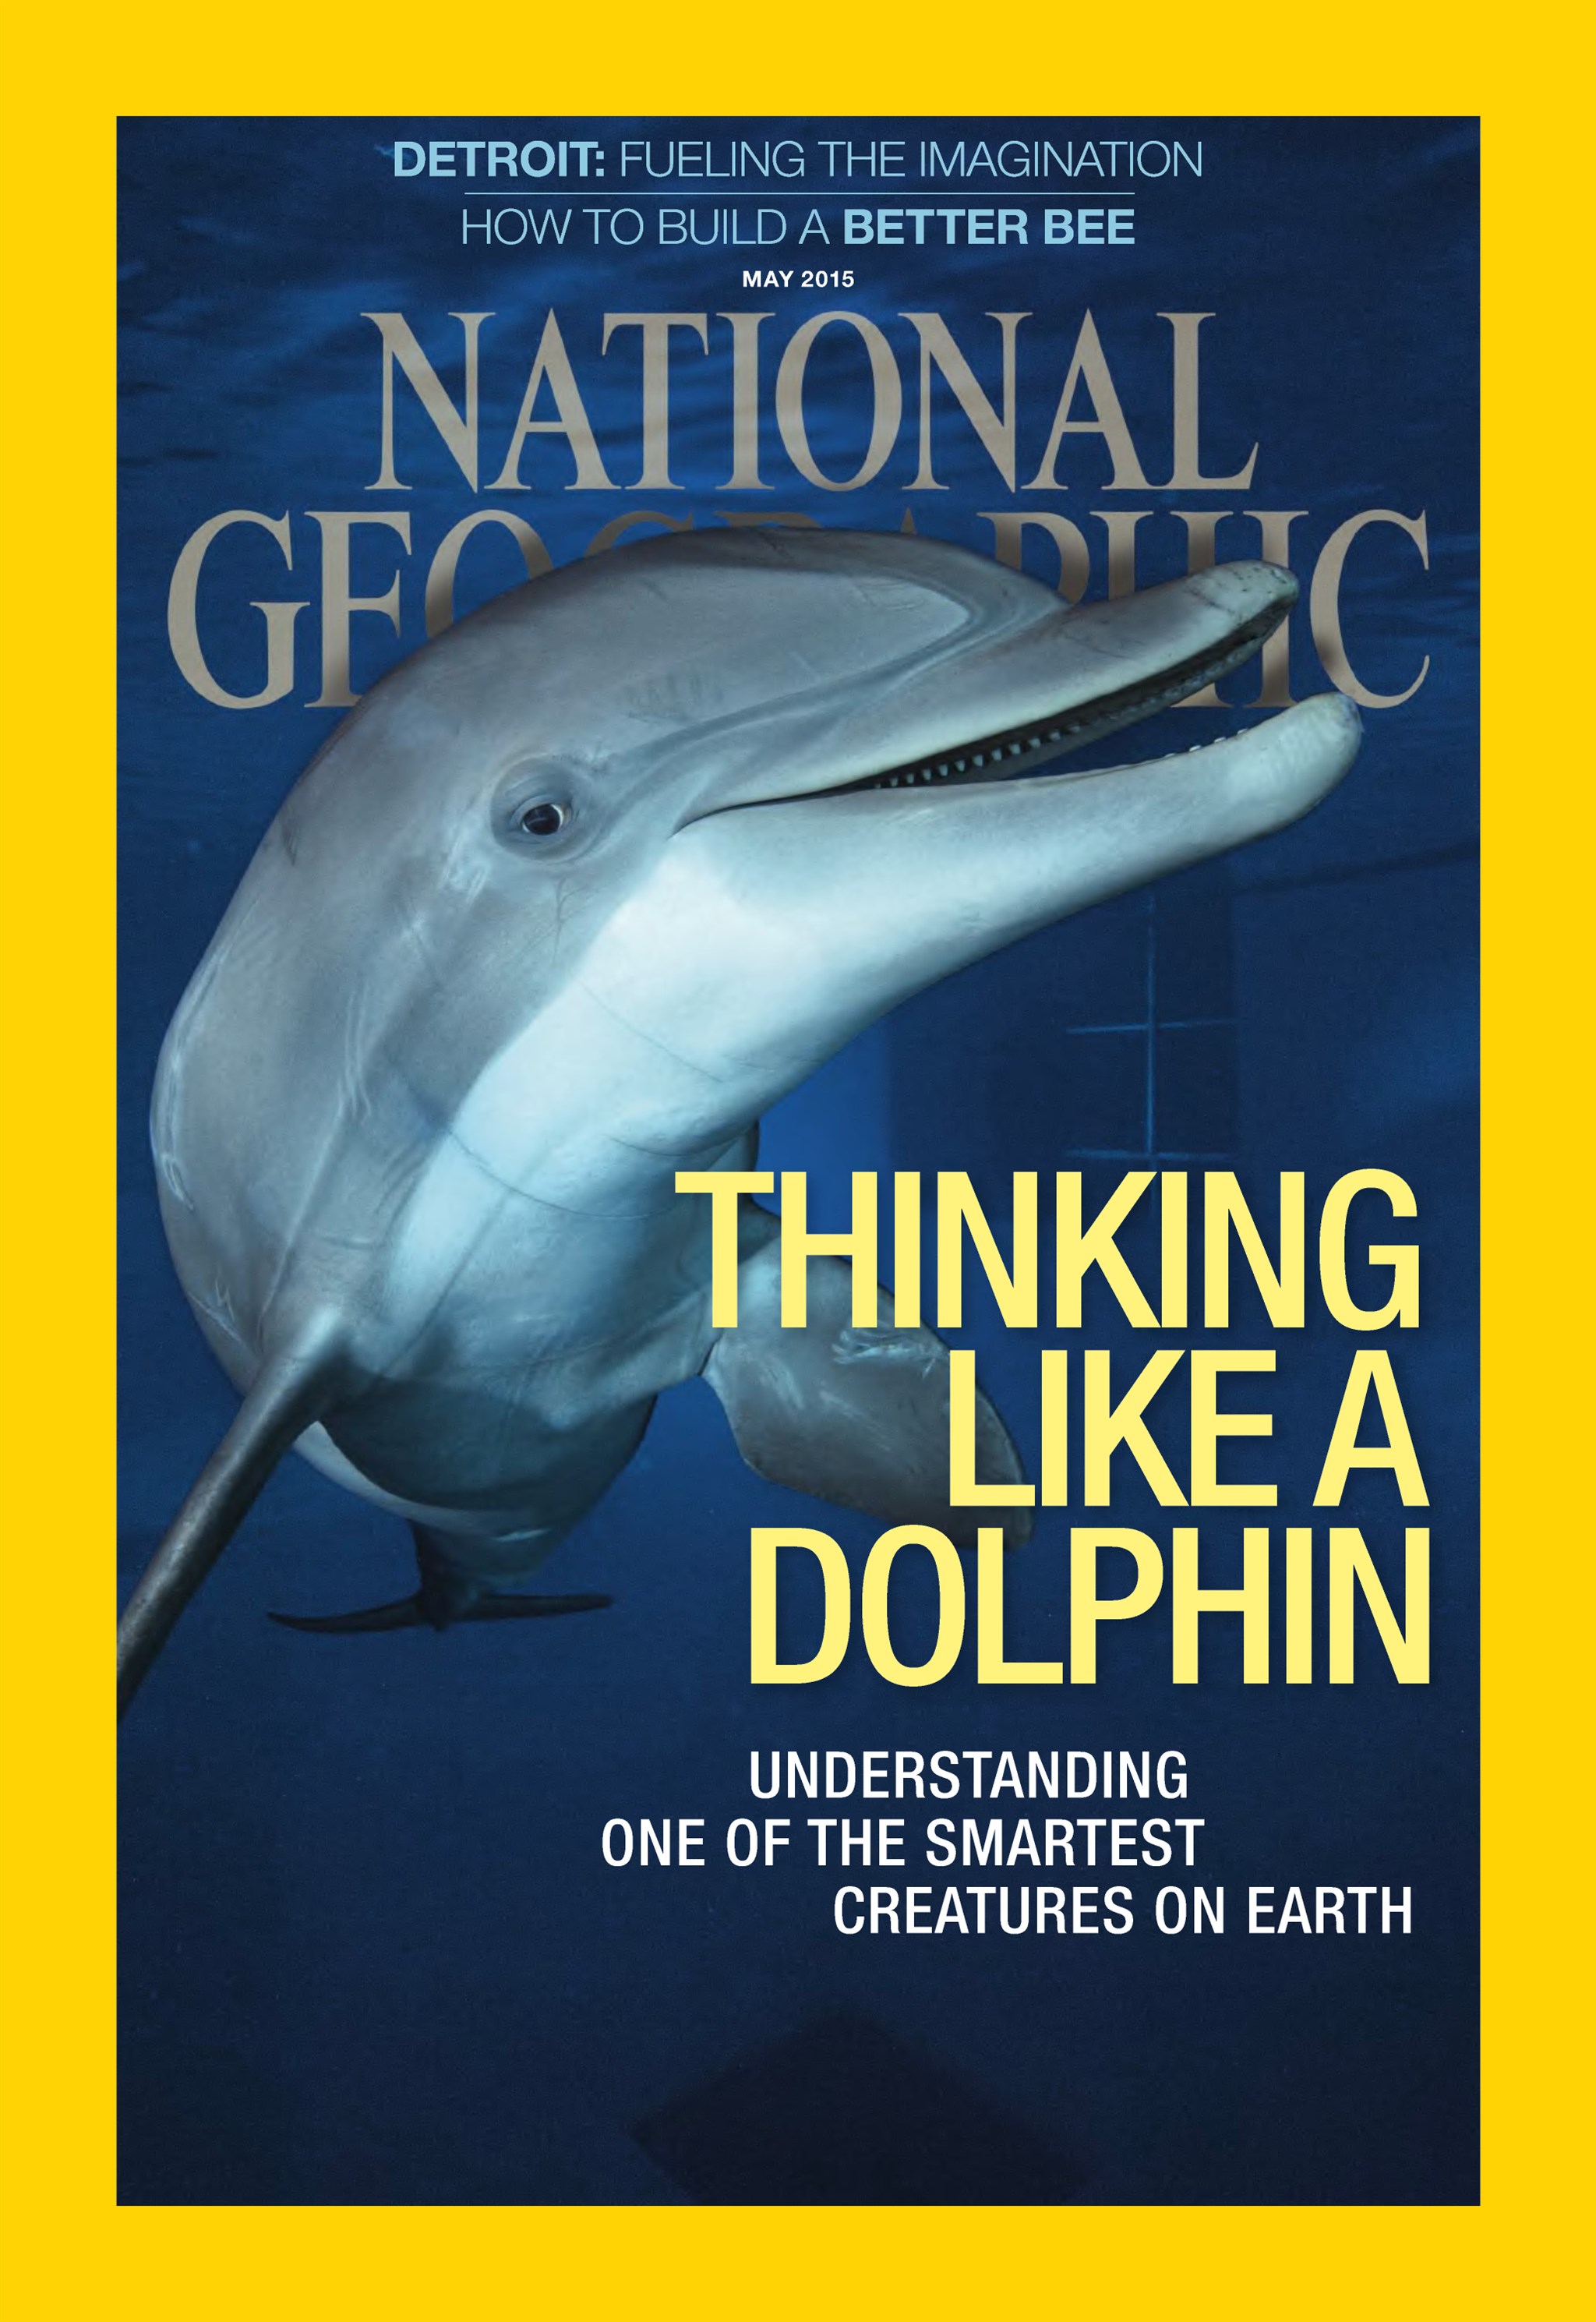 DETROIT: FUELING THE IMAGINATION
HOW TO BUILD A BETTER BEE
MAY 2015
NATIONAL
GEOGRAPHIC
THINKING
LIKE A
DOLPHIN
UNDERSTANDING
ONE OF THE SMARTEST
CREATURES ON EARTH